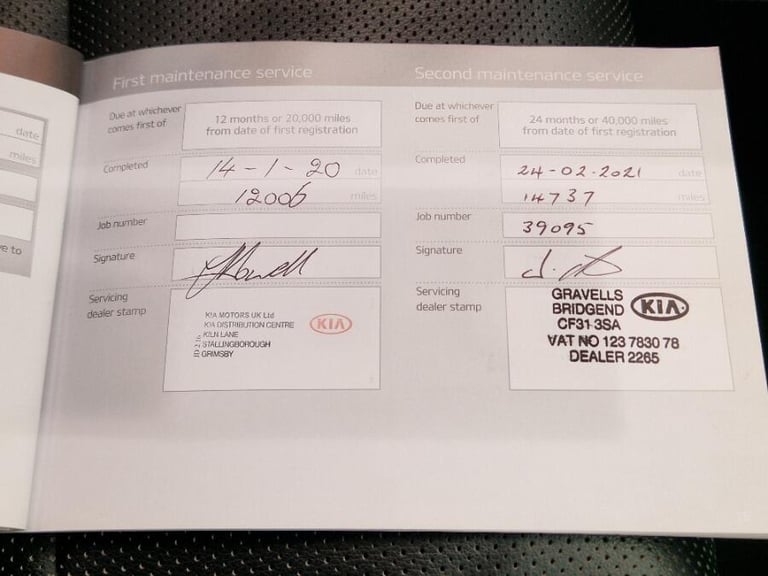 date
miles
e to
First maintenance service
Due at whichever
comes first of
12 months or 20,000 miles
from date of first registration
Completed
14-1-20 date
12006 miles
Job number
Signature
Servicing
dealer stamp
KIA MOTORS UK Ltd
KIA DISTRIBUTION CENTRE
KILN LANE
STALLINGBOROUGH
GRIMSBY
KIA
Second maintenance service
Due at whichever
comes first of
24 months or 40,000 miles
from date of first registration
Completed
24-02-2021 date
14737 miles
Job number
39095
Signature
Servicing
dealer stamp
GRAVELLS
BRIDGEND
CF31 3SA
VAT NO 123 7830 78
DEALER 2265
KIA